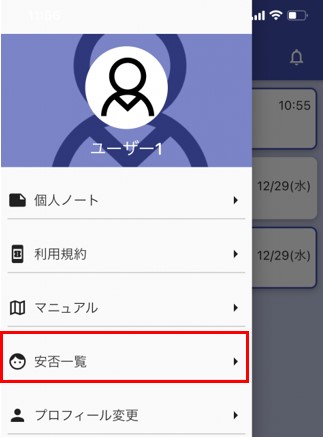 10:55
ユーザー1
個人ノート
12/29(水)
利用規約
12/29(水)
マニュアル
安否一覧
プロフィール変更